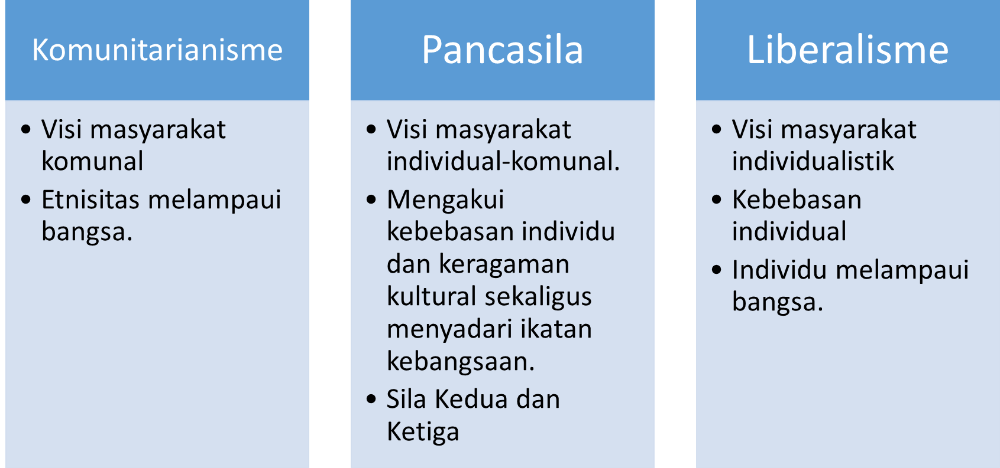 Komunitarianisme
• Visi masyarakat
komunal
• Etnisitas melampaui
bangsa.
Pancasila
• Visi masyarakat
individual-komunal.
• Mengakui
kebebasan individu
dan keragaman
kultural sekaligus
menyadari ikatan
kebangsaan.
• Sila Kedua dan
Ketiga
Liberalisme
• Visi masyarakat
individualistik
• Kebebasan
individual
• Individu melampaui
bangsa.